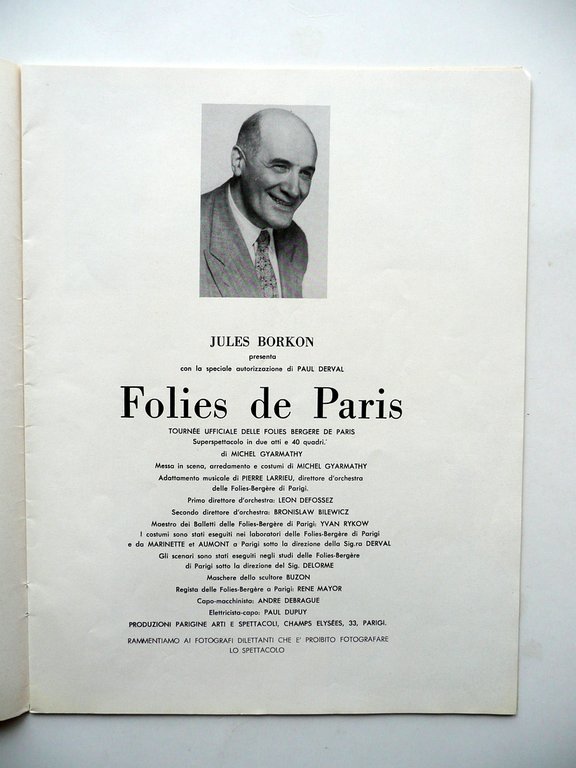 JULES BORKON
presenta
con la speciale autorizzazione di PAUL DERVAL
Folies de Paris
TOURNÉE UFFICIALE DELLE FOLIES BERGERE DE PARIS
Superspettacolo in due atti e 40 quadri.
di MICHEL GYARMATHY
Messa in scena, arredamento e costumi di MICHEL GYARMATHY
Adattamento musicale di PIERRE LARRIEU, direttore d'orchestra
delle Folies-Bergère di Parigi.
Primo direttore d'orchestra: LEON DEFOSSEZ
Secondo direttore d'orchestra: BRONISLAW BILEWICZ
Maestro dei Balletti delle Folies-Bergère di Parigi: YVAN RYKOW
I costumi sono stati eseguiti nei laboratori delle Folies-Bergère di Parigi
e da MARINETTE et AUMONT a Parigi sotto la direzione della Sig.ra DERVAL
Gli scenari sono stati eseguiti negli studi delle Folies-Bergère
di Parigi sotto la direzione del Sig. DELORME
Maschere dello scultore BUZON
Regista delle Folies-Bergère a Parigi: RENE MAYOR
Capo-macchinista: ANDRE DEBRAGUE
Elettricista-capo: PAUL DUPUY
PRODUZIONI PARIGINE ARTI E SPETTACOLI, CHAMPS ELYSÉES, 33, PARIGI.
RAMMENTIAMO AI FOTOGRAFI DILETTANTI CHE E' PROIBITO FOTOGRAFARE
LO SPETTACOLO